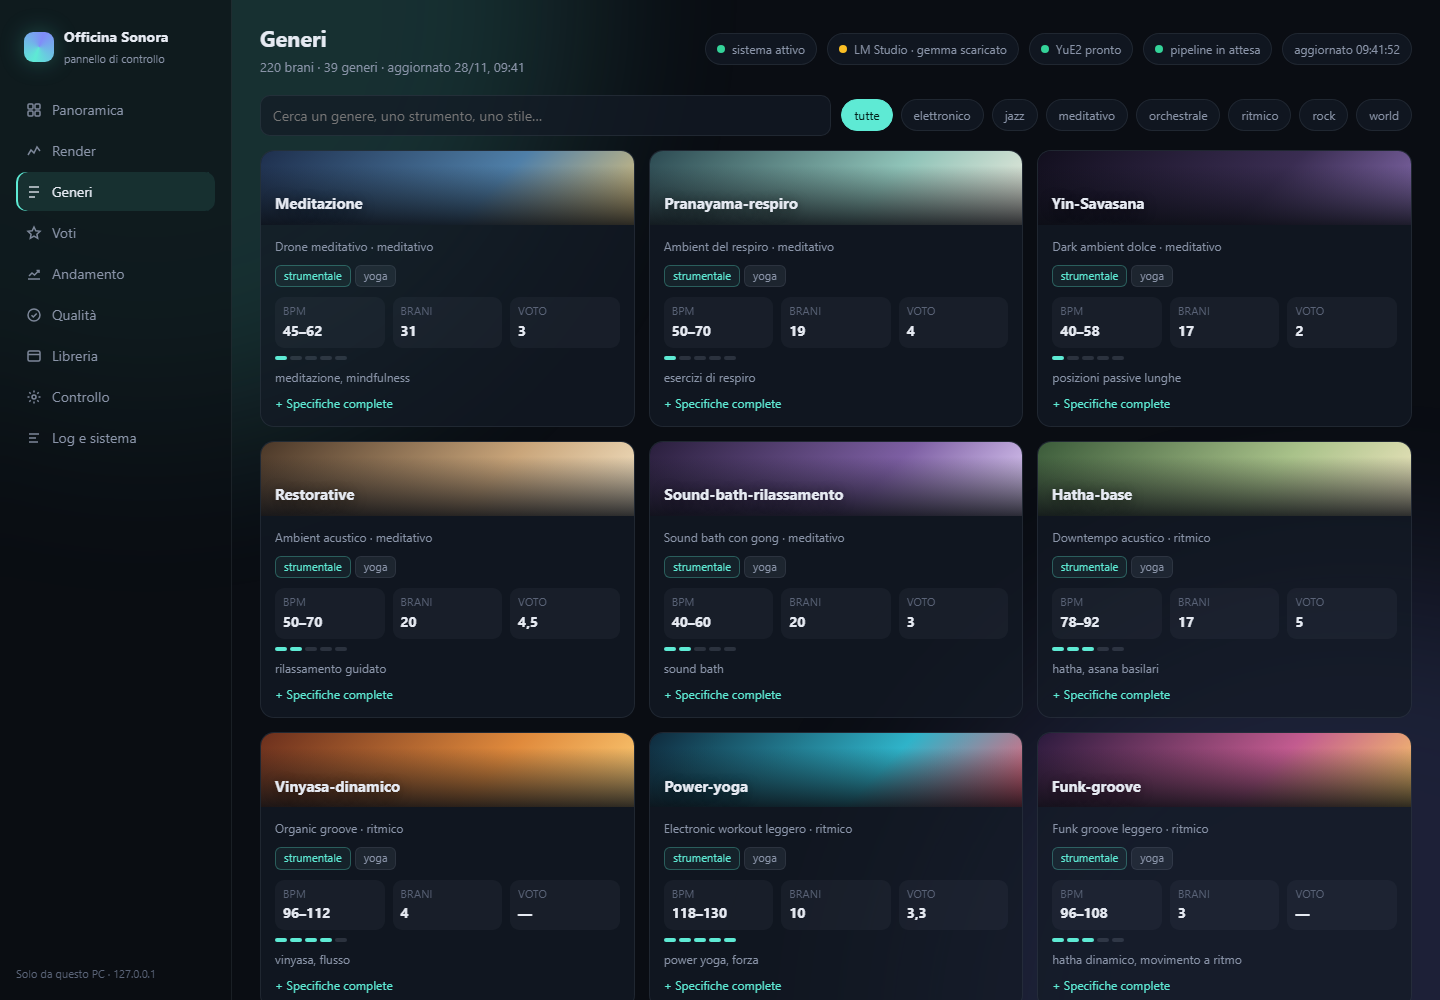 Officina Sonora
pannello di controllo
Panoramica
Render
Generi
Voti
Andamento
Qualità
Libreria
Controllo
Log e sistema
Solo da questo PC · 127.0.0.1
Generi
220 brani · 39 generi · aggiornato 28/11, 09:41
sistema attivo
LM Studio · gemma scaricato
YuE2 pronto
pipeline in attesa
aggiornato 09:41:52
Cerca un genere, uno strumento, uno stile...
tutte
elettronico
jazz
meditativo
orchestrale
ritmico
rock
world
Meditazione
Drone meditativo · meditativo
strumentale yoga
BPM BRANI VOTO
45–62 31 3
meditazione, mindfulness
+ Specifiche complete
Pranayama-respiro
Ambient del respiro · meditativo
strumentale yoga
BPM BRANI VOTO
50–70 19 4
esercizi di respiro
+ Specifiche complete
Yin-Savasana
Dark ambient dolce · meditativo
strumentale yoga
BPM BRANI VOTO
40–58 17 2
posizioni passive lunghe
+ Specifiche complete
Restorative
Ambient acustico · meditativo
strumentale yoga
BPM BRANI VOTO
50–70 20 4,5
rilassamento guidato
+ Specifiche complete
Sound-bath-rilassamento
Sound bath con gong · meditativo
strumentale yoga
BPM BRANI VOTO
40–60 20 3
sound bath
+ Specifiche complete
Hatha-base
Downtempo acustico · ritmico
strumentale yoga
BPM BRANI VOTO
78–92 17 5
hatha, asana basilari
+ Specifiche complete
Vinyasa-dinamico
Organic groove · ritmico
strumentale yoga
BPM BRANI VOTO
96–112 4 —
vinyasa, flusso
+ Specifiche complete
Power-yoga
Electronic workout leggero · ritmico
strumentale yoga
BPM BRANI VOTO
118–130 10 3,3
power yoga, forza
+ Specifiche complete
Funk-groove
Funk groove leggero · ritmico
strumentale yoga
BPM BRANI VOTO
96–108 3 —
hatha dinamico, movimento a ritmo
+ Specifiche complete